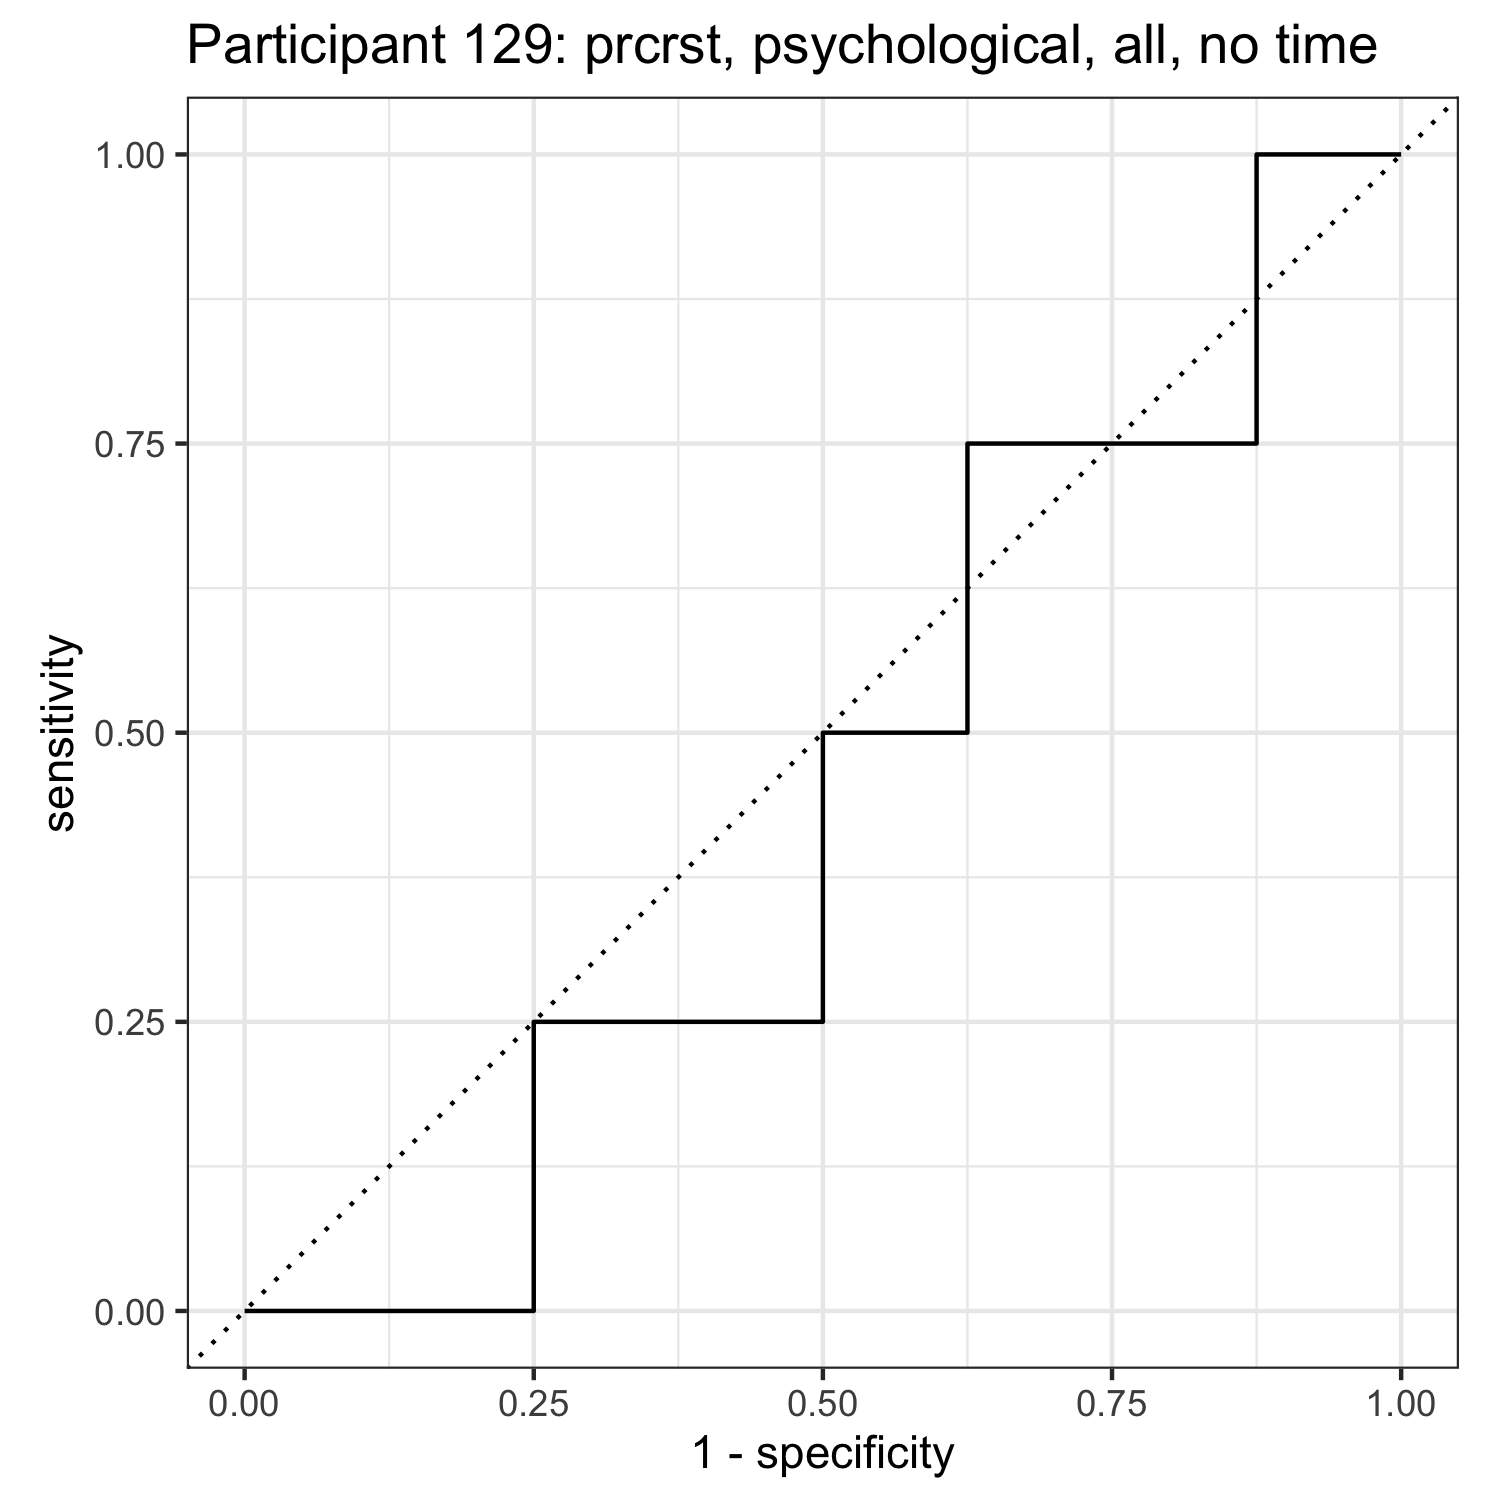 Participant 129: prcrst, psychological, all, no time
1.00
0.75
0.50
0.25
0.00
sensitivity
0.00 0.25 0.50 0.75 1.00
1 - specificity